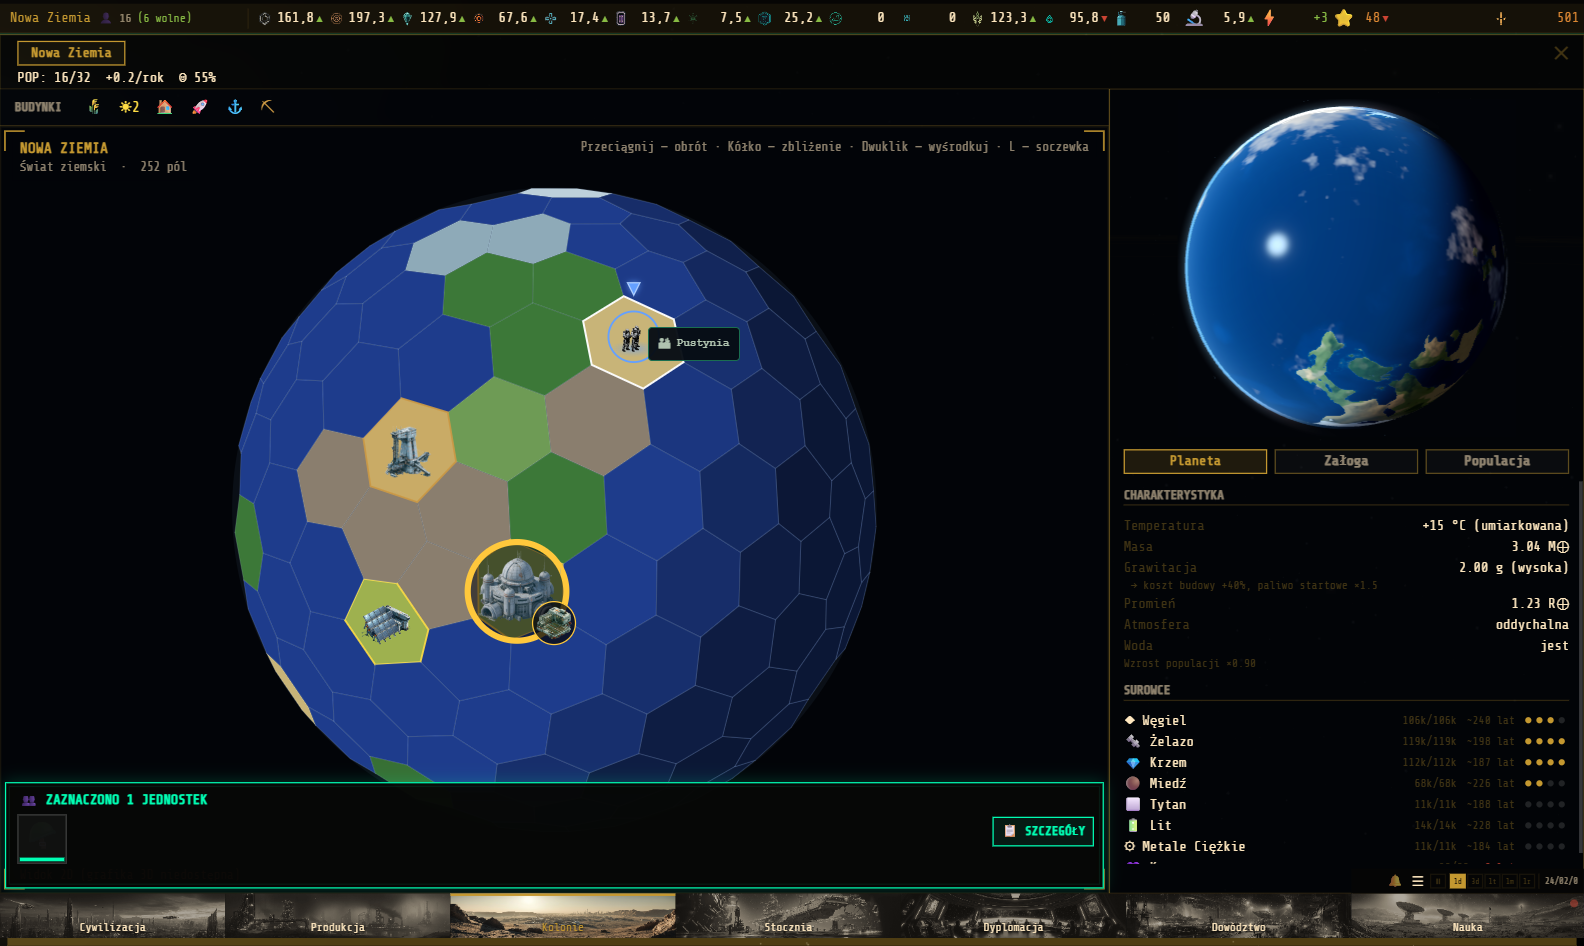 Nowa Ziemia 16 (6 wolne) 161,8▲ 197,3▲ 127,9▲ 67,6▲ 17,4▲ 13,7▲ 7,5▲ 25,2▲ 0 0 123,3▲ 95,8▼ 50 5,9▲ +3 48▼ 501
Nowa Ziemia
POP: 16/32 +0.2/rok 55%
BUDYNKI 2
NOWA ZIEMIA
Przeciągnij — obrót · Kółko — zbliżenie · Dwuklik — wyśrodkuj · L — soczewka
Świat ziemski · 252 pól
Pustynia
Planeta Załoga Populacja
CHARAKTERYSTYKA
Temperatura +15 °C (umiarkowana)
Masa 3.04 M⊕
Grawitacja 2.00 g (wysoka)
→ koszt budowy +40%, paliwo startowe ×1.5
Promień 1.23 R⊕
Atmosfera oddychalna
Woda jest
Wzrost populacji ×0.90
SUROWCE
Węgiel 106k/106k ~240 lat
Żelazo 119k/119k ~198 lat
Krzem 112k/112k ~187 lat
Miedź 68k/68k ~226 lat
Tytan 11k/11k ~188 lat
Lit 14k/14k ~228 lat
Metale Ciężkie 11k/11k ~184 lat
ZAZNACZONO 1 JEDNOSTEK
SZCZEGÓŁY
1d
24/02/0
Cywilizacja Produkcja Kolonie Stocznia Dyplomacja Dowództwo Nauka